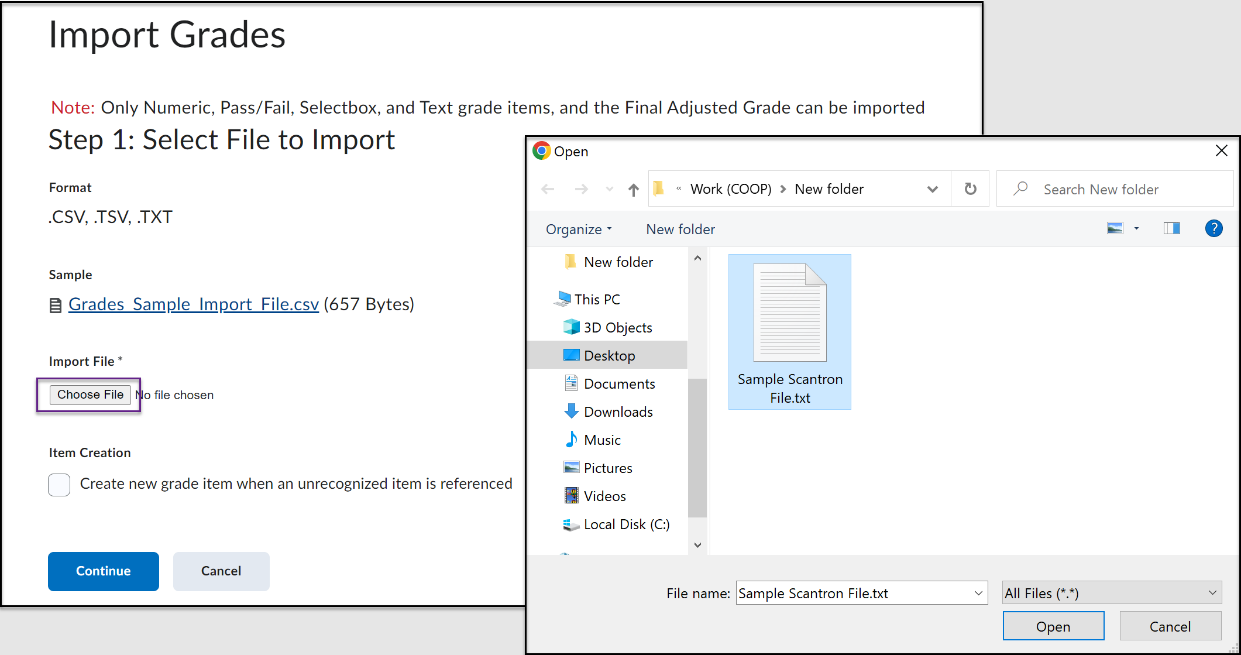 Import Grades
Note: Only Numeric, Pass/Fail, Selectbox, and Text grade items, and the Final Adjusted Grade can be imported
Step 1: Select File to Import
Format
.CSV, .TSV, .TXT
Sample
Grades_Sample_Import_File.csv (657 Bytes)
Import File *
Choose File No file chosen
Item Creation
Create new grade item when an unrecognized item is referenced
Continue Cancel
Open
« Work (COOP) > New folder Search New folder
Organize New folder ?
New folder
This PC
3D Objects
Desktop
Documents
Downloads
Music
Pictures
Videos
Local Disk (C:)
Sample Scantron
File.txt
File name: Sample Scantron File.txt All Files (*.*)
Open Cancel